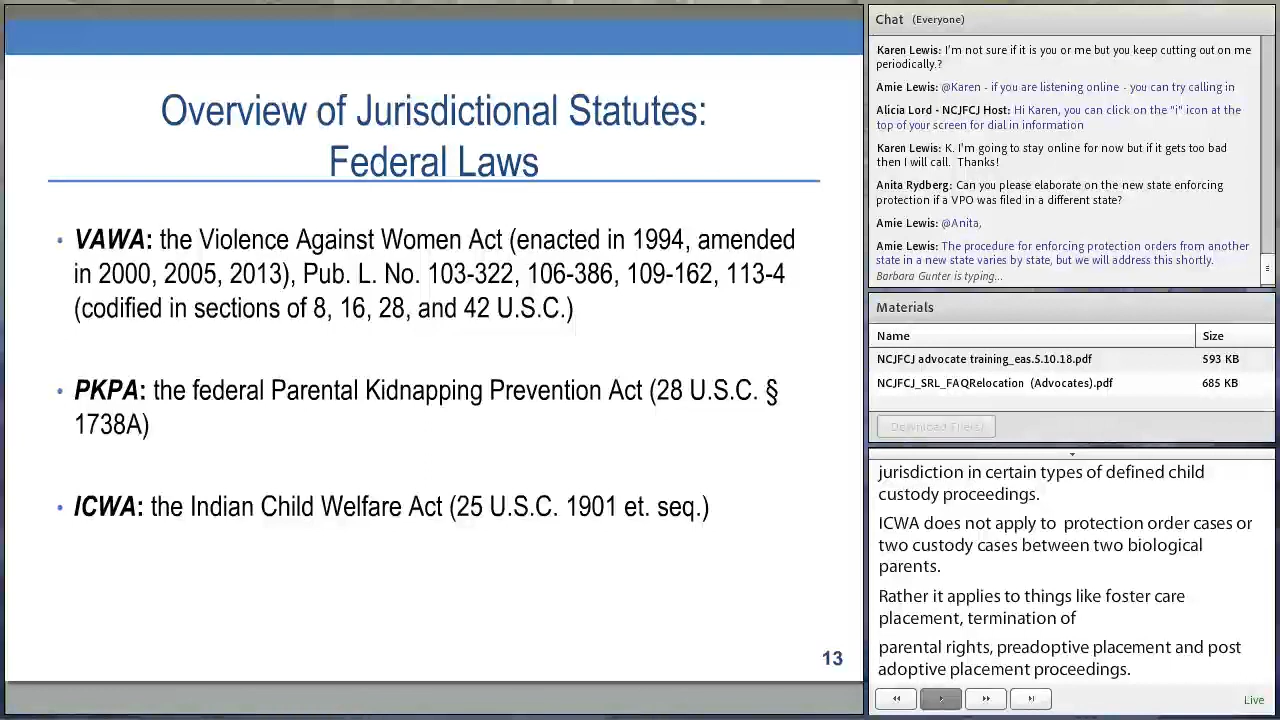 Overview of Jurisdictional Statutes:
Federal Laws
• VAWA: the Violence Against Women Act (enacted in 1994, amended
in 2000, 2005, 2013), Pub. L. No. 103-322, 106-386, 109-162, 113-4
(codified in sections of 8, 16, 28, and 42 U.S.C.)
• PKPA: the federal Parental Kidnapping Prevention Act (28 U.S.C. §
1738A)
• ICWA: the Indian Child Welfare Act (25 U.S.C. 1901 et. seq.)
13
Chat (Everyone)
Karen Lewis: I'm not sure if it is you or me but you keep cutting out on me
periodically.?
Amie Lewis: @Karen - if you are listening online - you can try calling in
Alicia Lord - NCJFCJ Host: Hi Karen, you can click on the "i" icon at the
top of your screen for dial in information
Karen Lewis: K. I'm going to stay online for now but if it gets too bad
then I will call. Thanks!
Anita Rydberg: Can you please elaborate on the new state enforcing
protection if a VPO was filed in a different state?
Amie Lewis: @Anita,
Amie Lewis: The procedure for enforcing protection orders from another
state in a new state varies by state, but we will address this shortly.
Barbara Gunter is typing...
Materials
Name Size
NCJFCJ advocate training_eas.5.10.18.pdf 593 KB
NCJFCJ_SRL_FAQRelocation (Advocates).pdf 685 KB
Download File(s)
jurisdiction in certain types of defined child
custody proceedings.
ICWA does not apply to protection order cases or
two custody cases between two biological
parents.
Rather it applies to things like foster care
placement, termination of
parental rights, preadoptive placement and post
adoptive placement proceedings.
Live